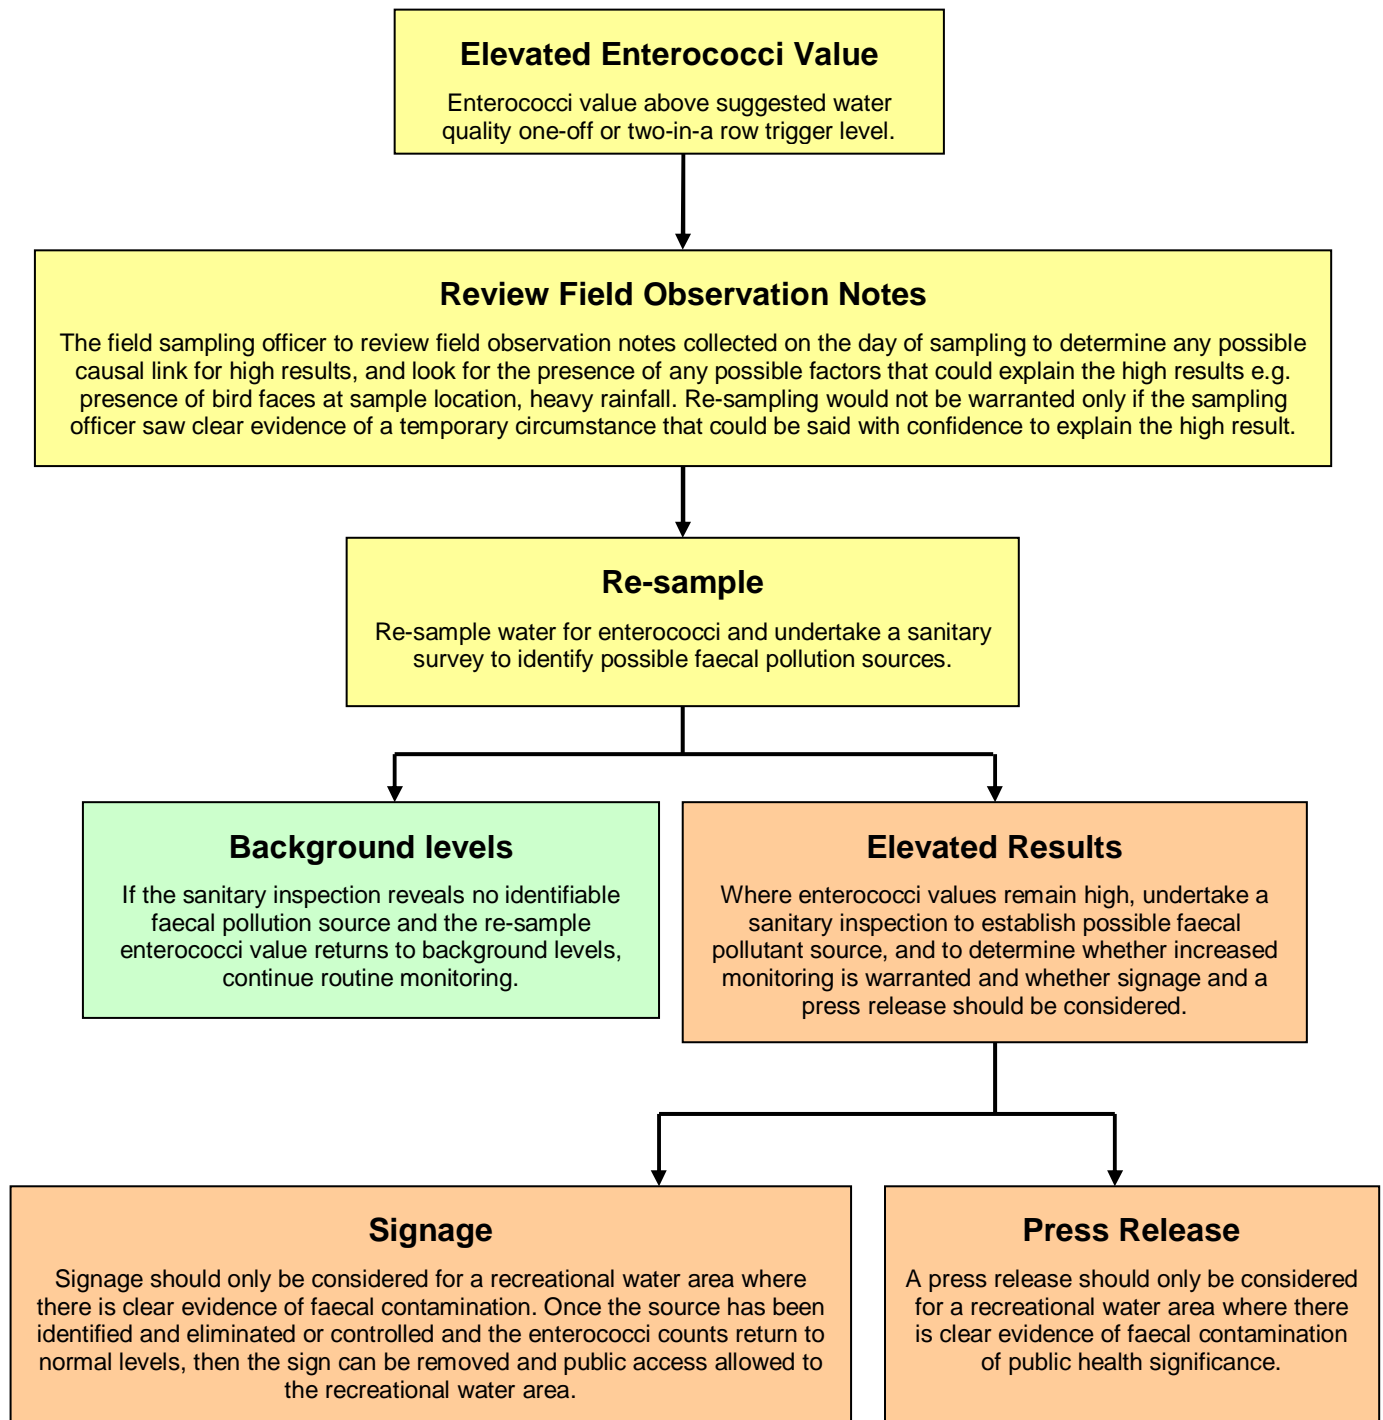 Elevated Enterococci Value
Enterococci value above suggested water
quality one-off or two-in-a row trigger level.
Review Field Observation Notes
The field sampling officer to review field observation notes collected on the day of sampling to determine any possible
causal link for high results, and look for the presence of any possible factors that could explain the high results e.g.
presence of bird faces at sample location, heavy rainfall. Re-sampling would not be warranted only if the sampling
officer saw clear evidence of a temporary circumstance that could be said with confidence to explain the high result.
Re-sample
Re-sample water for enterococci and undertake a sanitary
survey to identify possible faecal pollution sources.
Background levels
If the sanitary inspection reveals no identifiable
faecal pollution source and the re-sample
enterococci value returns to background levels,
continue routine monitoring.
Elevated Results
Where enterococci values remain high, undertake a
sanitary inspection to establish possible faecal
pollutant source, and to determine whether increased
monitoring is warranted and whether signage and a
press release should be considered.
Signage
Signage should only be considered for a recreational water area where
there is clear evidence of faecal contamination. Once the source has been
identified and eliminated or controlled and the enterococci counts return to
normal levels, then the sign can be removed and public access allowed to
the recreational water area.
Press Release
A press release should only be considered
for a recreational water area where there
is clear evidence of faecal contamination
of public health significance.